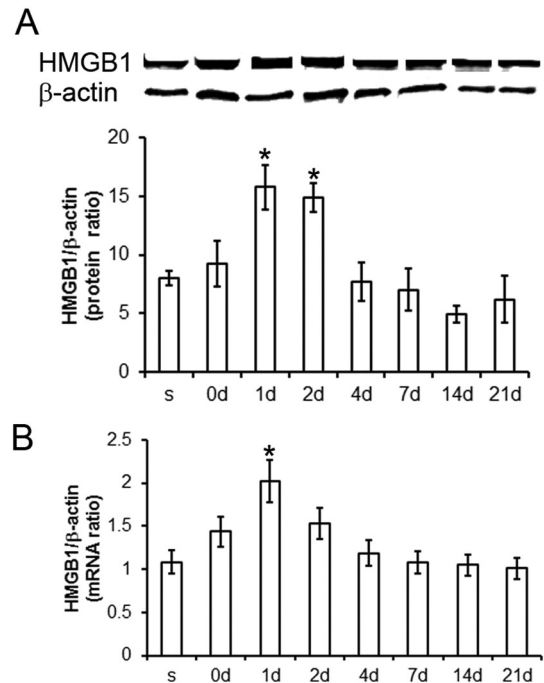 A
HMGB1
β-actin
HMGB1/β-actin
(protein ratio)
20
15
10
5
0
*
*
s 0d 1d 2d 4d 7d 14d 21d
B
HMGB1/β-actin
(mRNA ratio)
2.5
2
1.5
1
0.5
0
*
s 0d 1d 2d 4d 7d 14d 21d